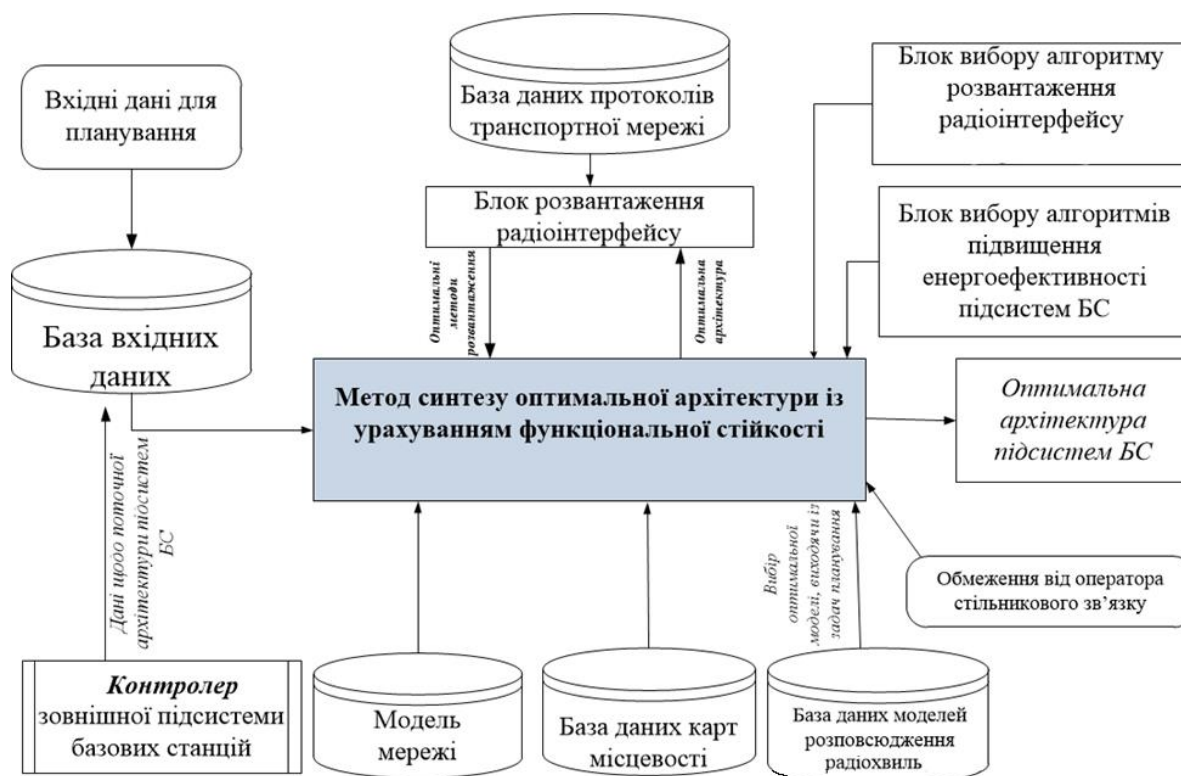 Вхідні дані для
планування
База даних протоколів
транспортної мережі
Блок вибору алгоритму
розвантаження
радіоінтерфейсу
Блок розвантаження
радіоінтерфейсу
Блок вибору алгоритмів
підвищення
енергоефективності
підсистем БС
База вхідних
даних
Оптимальні
методи
розвантаження
Оптимальна
архітектура
Метод синтезу оптимальної архітектури із
урахуванням функціональної стійкості
Оптимальна
архітектура
підсистем БС
Дані щодо поточної
архітектури підсистем
БС
Вибір
оптимальної
моделі, виходячи із
задач планування
Обмеження від оператора
стільникового зв’язку
Контролер
зовнішної підсистеми
базових станцій
Модель
мережі
База даних карт
місцевості
База даних моделей
розповсюдження
радіохвиль